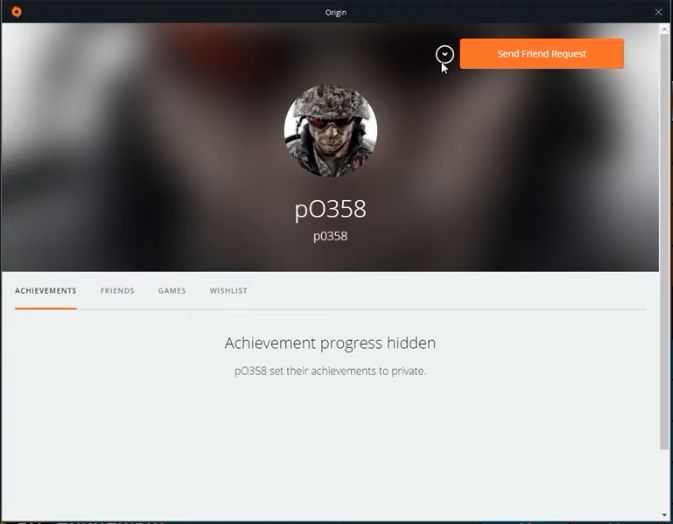 Origin
Send Friend Request
pO358
p0358
ACHIEVEMENTS FRIENDS GAMES WISHLIST
Achievement progress hidden
pO358 set their achievements to private.